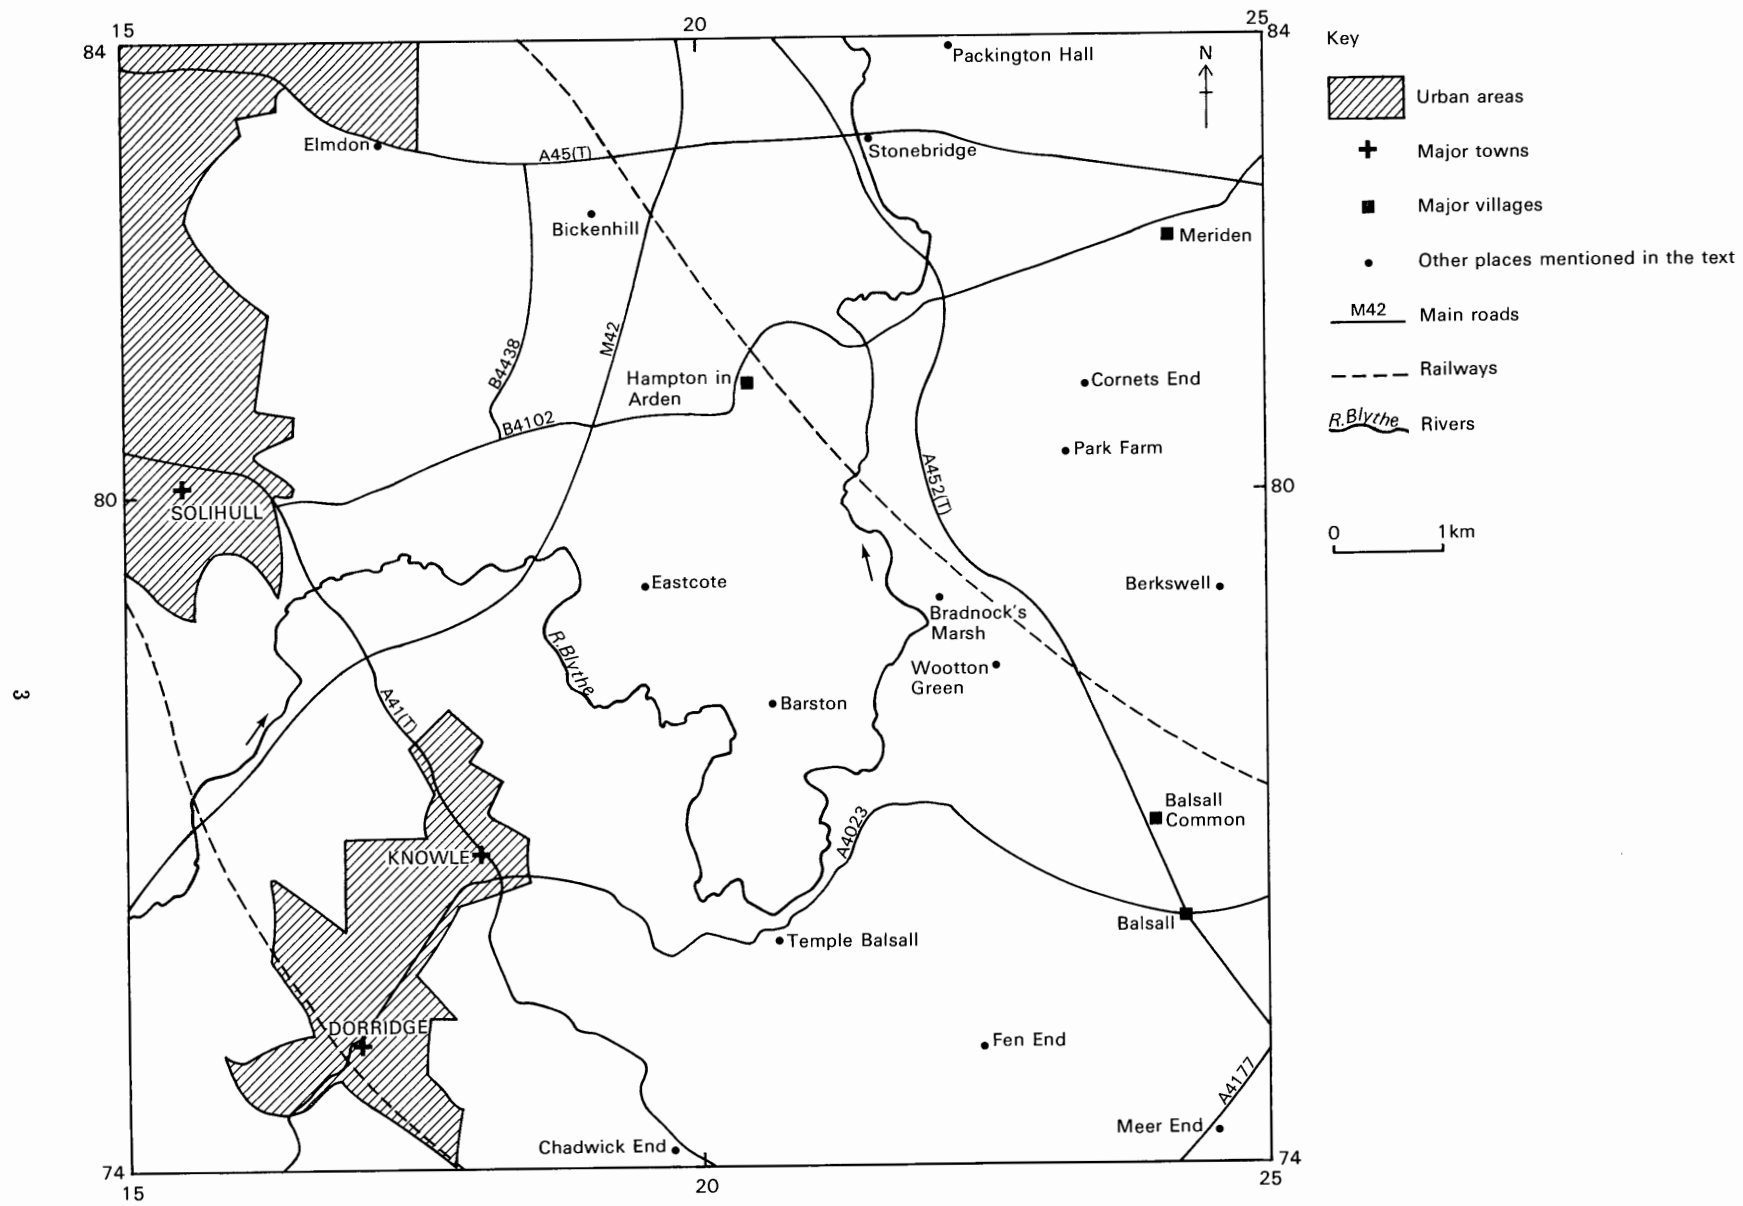 15
20
25
84
84
N
Packington Hall
Elmdon
A45(T)
Stonebridge
Bickenhill
Meriden
M42
B4438
Hampton in
Arden
Cornets End
B4102
Park Farm
A452(T)
80
80
SOLIHULL
Eastcote
Berkswell
Bradnock's
Marsh
R.Blythe
Wootton
Green
A41(T)
Barston
Balsall
Common
A4023
KNOWLE
Balsall
Temple Balsall
DORRIDGE
Fen End
A4177
Meer End
Chadwick End
74
74
15
20
25
Key
Urban areas
Major towns
Major villages
Other places mentioned in the text
M42
Main roads
Railways
R.Blythe
Rivers
0
1km
3